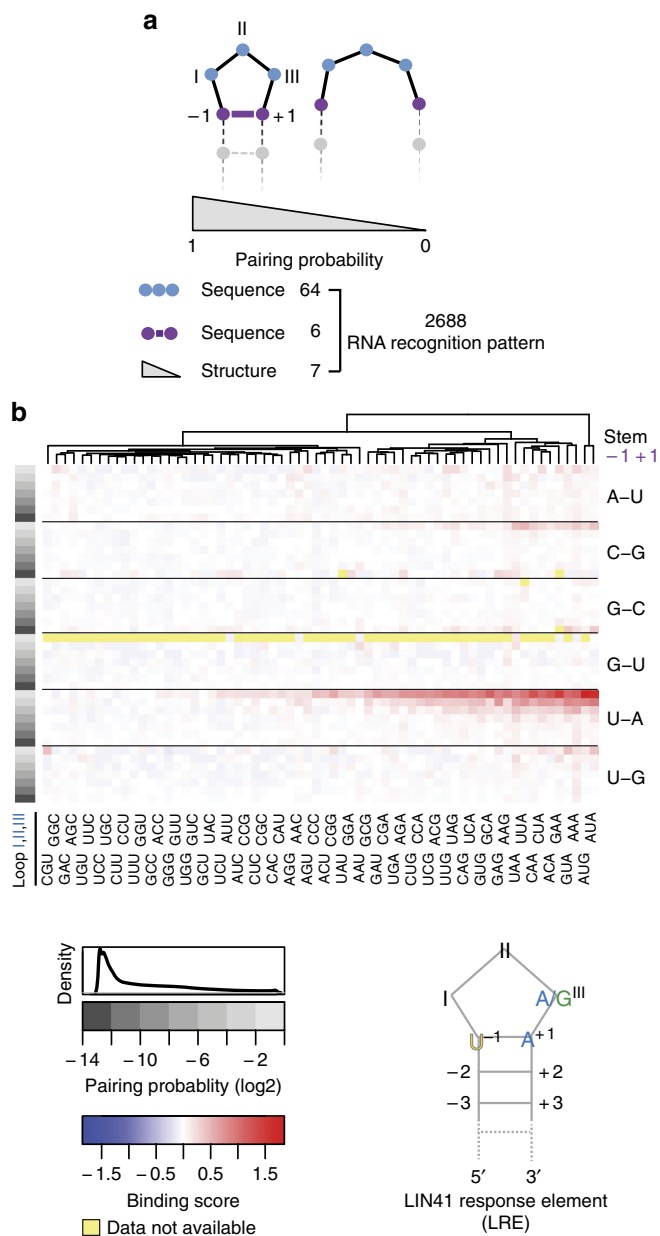 a
II
I
III
−1
+1
1
0
Pairing probability
Sequence 64
Sequence 6
Structure 7
2688
RNA recognition pattern
b
Stem
−1 +1
A–U
C–G
G–C
G–U
U–A
U–G
Loop I,II,III
GGC AGC UUC UGC CCU GGU ACC GUU GUC UAC AUU CCG CGC CAU AAC CCC CGG GGA GCG CGA AGA CCA ACG UAG UCA GCA AAG UUA CUA GAA AAA AUA
CGU GAC UGU UCC CUU UUU GCC GGG UGG GCU UCU AUC CUC CAC AGG AGU ACU UAU AAU GAU UGA CUG UCG UUG CAG GUG GAG UAA CAA ACA GUA AUG
Density
−14 −10 −6 −2
Pairing probablity (log2)
−1.5 −0.5 0.5 1.5
Binding score
Data not available
II
I
A/G III
U −1
A +1
−2 +2
−3 +3
5′ 3′
LIN41 response element
(LRE)